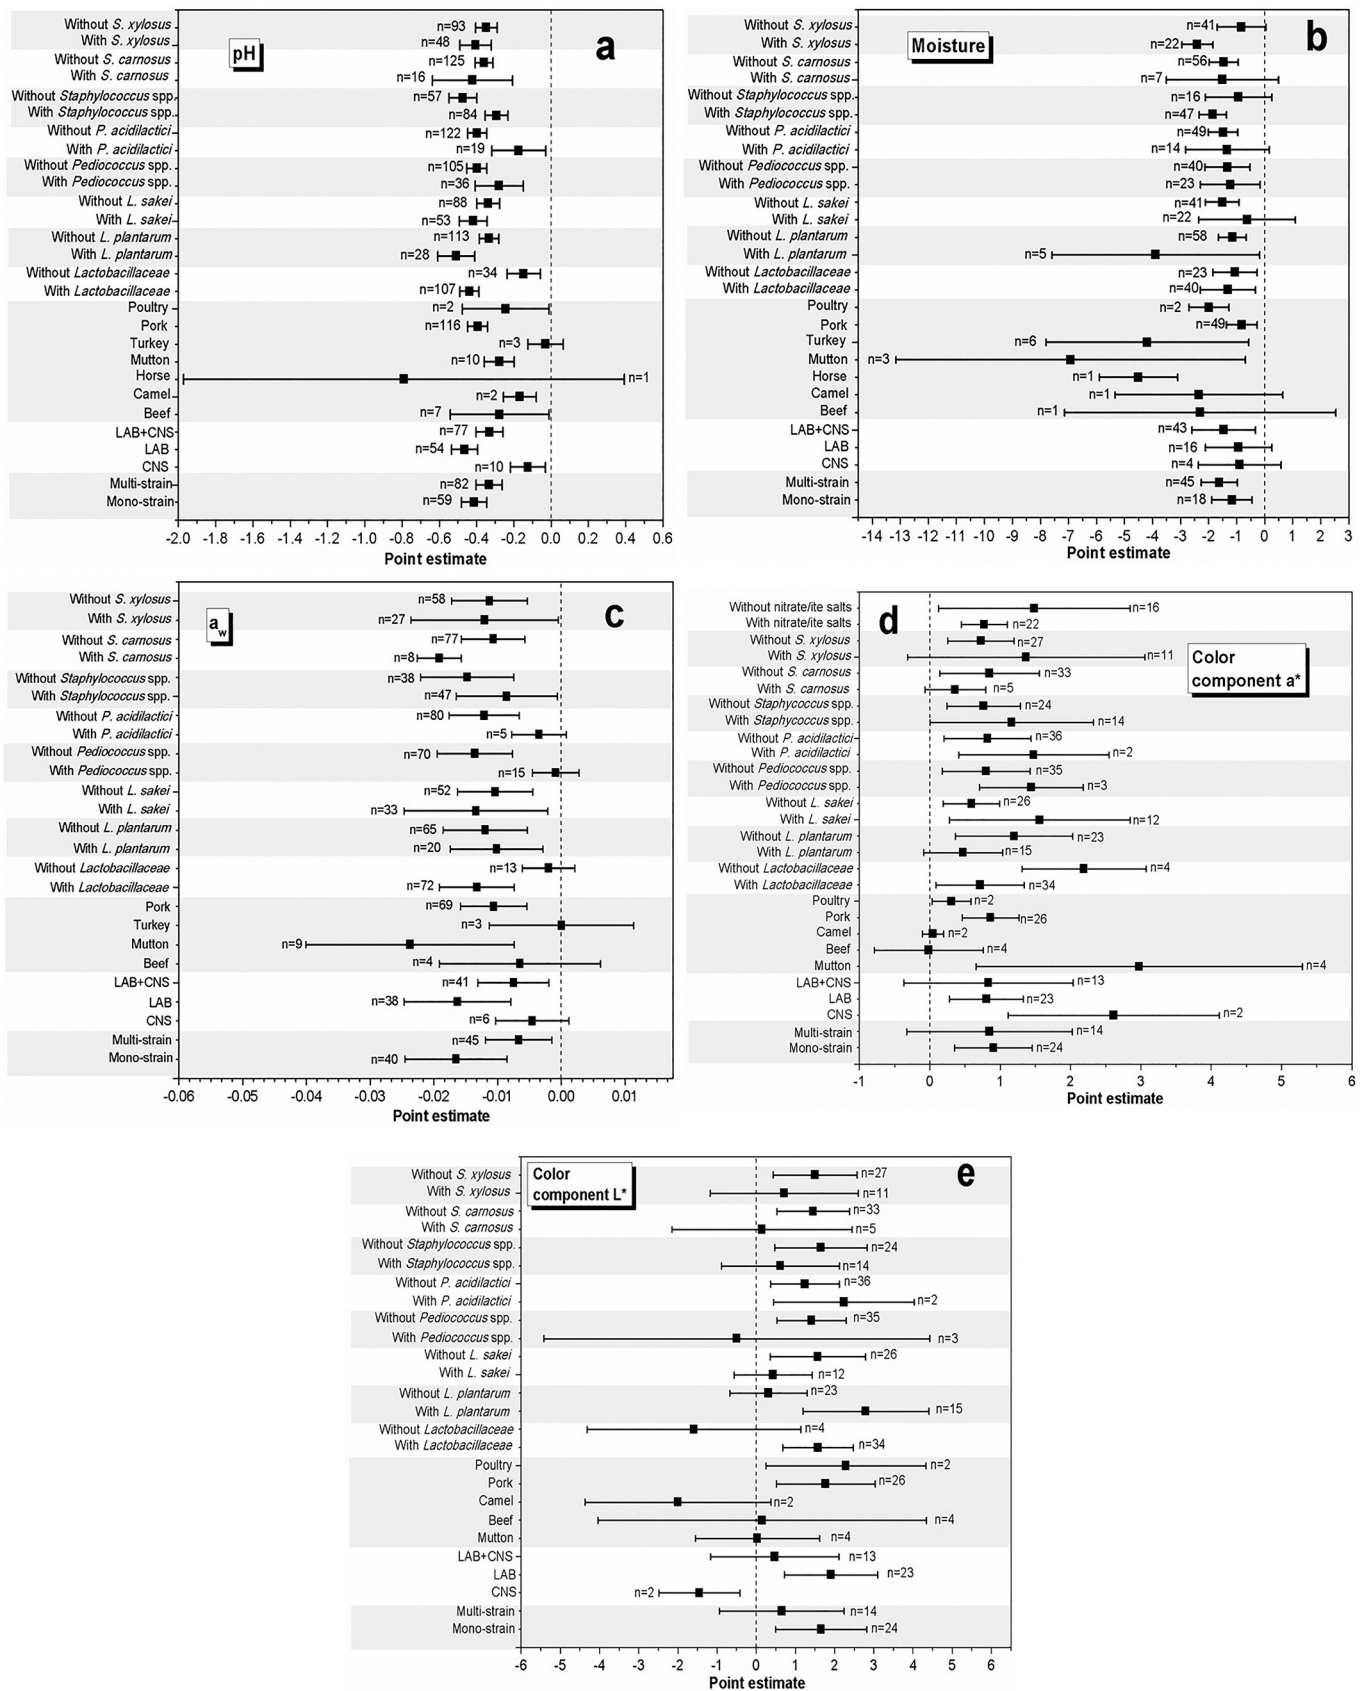 a
pH
Without S. xylosus n=93
With S. xylosus n=48
Without S. carnosus n=125
With S. carnosus n=16
Without Staphylococcus spp. n=57
With Staphylococcus spp. n=84
Without P. acidilactici n=122
With P. acidilactici n=19
Without Pediococcus spp. n=105
With Pediococcus spp. n=36
Without L. sakei n=88
With L. sakei n=53
Without L. plantarum n=113
With L. plantarum n=28
Without Lactobacillaceae n=34
With Lactobacillaceae n=107
Poultry n=2
Pork n=116
Turkey n=3
Mutton n=10
Horse n=1
Camel n=2
Beef n=7
LAB+CNS n=77
LAB n=54
CNS n=10
Multi-strain n=82
Mono-strain n=59
-2.0 -1.8 -1.6 -1.4 -1.2 -1.0 -0.8 -0.6 -0.4 -0.2 0.0 0.2 0.4 0.6
Point estimate
b
Moisture
Without S. xylosus n=41
With S. xylosus n=22
Without S. carnosus n=56
With S. carnosus n=7
Without Staphylococcus spp. n=16
With Staphylococcus spp. n=47
Without P. acidilactici n=49
With P. acidilactici n=14
Without Pediococcus spp. n=40
With Pediococcus spp. n=23
Without L. sakei n=41
With L. sakei n=22
Without L. plantarum n=58
With L. plantarum n=5
Without Lactobacillaceae n=23
With Lactobacillaceae n=40
Poultry n=2
Pork n=49
Turkey n=6
Mutton n=3
Horse n=1
Camel n=1
Beef n=1
LAB+CNS n=43
LAB n=16
CNS n=4
Multi-strain n=45
Mono-strain n=18
-14 -13 -12 -11 -10 -9 -8 -7 -6 -5 -4 -3 -2 -1 0 1 2 3
Point estimate
c
aw
Without S. xylosus n=58
With S. xylosus n=27
Without S. carnosus n=77
With S. carnosus n=8
Without Staphylococcus spp. n=38
With Staphylococcus spp. n=47
Without P. acidilactici n=80
With P. acidilactici n=5
Without Pediococcus spp. n=70
With Pediococcus spp. n=15
Without L. sakei n=52
With L. sakei n=33
Without L. plantarum n=65
With L. plantarum n=20
Without Lactobacillaceae n=13
With Lactobacillaceae n=72
Pork n=69
Turkey n=3
Mutton n=9
Beef n=4
LAB+CNS n=41
LAB n=38
CNS n=6
Multi-strain n=45
Mono-strain n=40
-0.06 -0.05 -0.04 -0.03 -0.02 -0.01 0.00 0.01
Point estimate
d
Color
component a*
Without nitrate/ite salts n=16
With nitrate/ite salts n=22
Without S. xylosus n=27
With S. xylosus n=11
Without S. carnosus n=33
With S. carnosus n=5
Without Staphycoccus spp. n=24
With Staphycoccus spp. n=14
Without P. acidilactici n=36
With P. acidilactici n=2
Without Pediococcus spp. n=35
With Pediococcus spp. n=3
Without L. sakei n=26
With L. sakei n=12
Without L. plantarum n=23
With L. plantarum n=15
Without Lactobacillaceae n=4
With Lactobacillaceae n=34
Poultry n=2
Pork n=26
Camel n=2
Beef n=4
Mutton n=4
LAB+CNS n=13
LAB n=23
CNS n=2
Multi-strain n=14
Mono-strain n=24
-1 0 1 2 3 4 5 6
Point estimate
e
Color
component L*
Without S. xylosus n=27
With S. xylosus n=11
Without S. carnosus n=33
With S. carnosus n=5
Without Staphylococcus spp. n=24
With Staphylococcus spp. n=14
Without P. acidilactici n=36
With P. acidilactici n=2
Without Pediococcus spp. n=35
With Pediococcus spp. n=3
Without L. sakei n=26
With L. sakei n=12
Without L. plantarum n=23
With L. plantarum n=15
Without Lactobacillaceae n=4
With Lactobacillaceae n=34
Poultry n=2
Pork n=26
Camel n=2
Beef n=4
Mutton n=4
LAB+CNS n=13
LAB n=23
CNS n=2
Multi-strain n=14
Mono-strain n=24
-6 -5 -4 -3 -2 -1 0 1 2 3 4 5 6
Point estimate